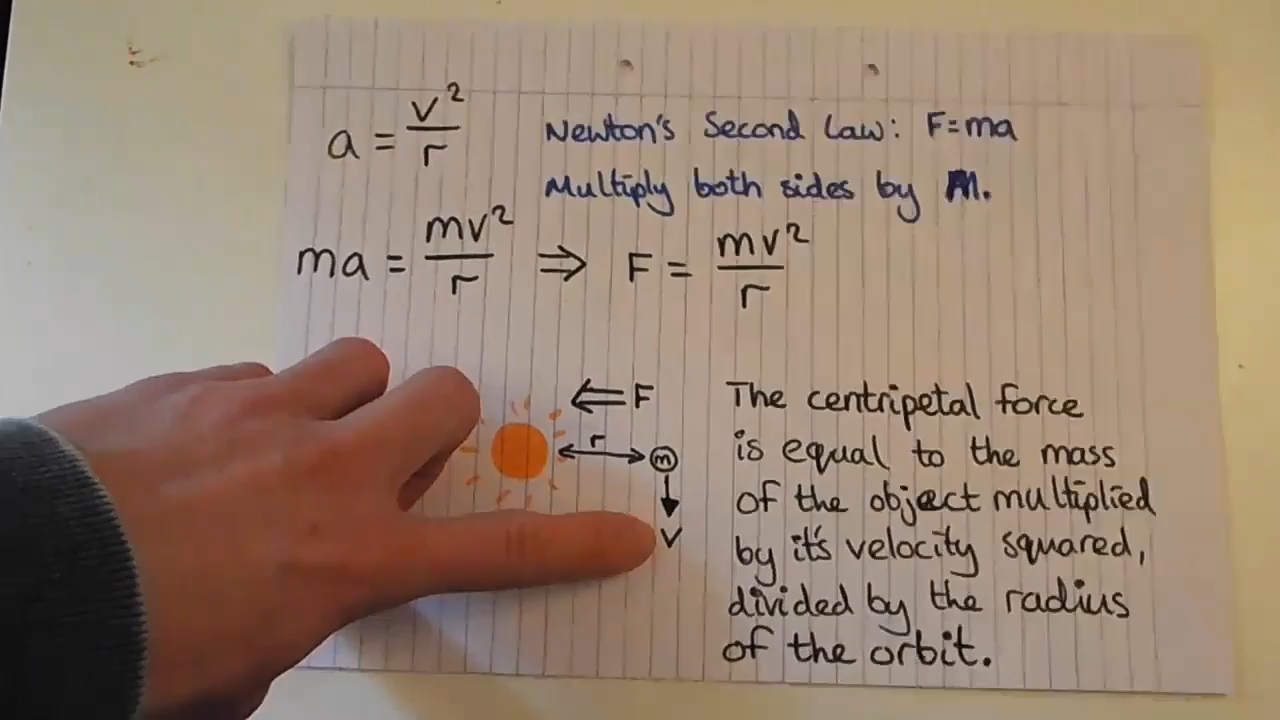 a = v²/r
Newton's Second Law: F=ma
Multiply both sides by M.
ma = mv²/r ⇒ F = mv²/r
⇐ F
r
m
V
The centripetal force
is equal to the mass
of the object multiplied
by it's velocity squared,
divided by the radius
of the orbit.